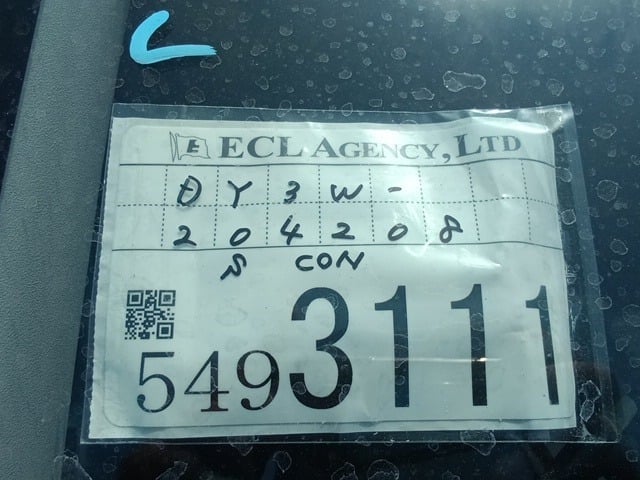 E ECL AGENCY, LTD
DY3W-
204208
S CON
5493111